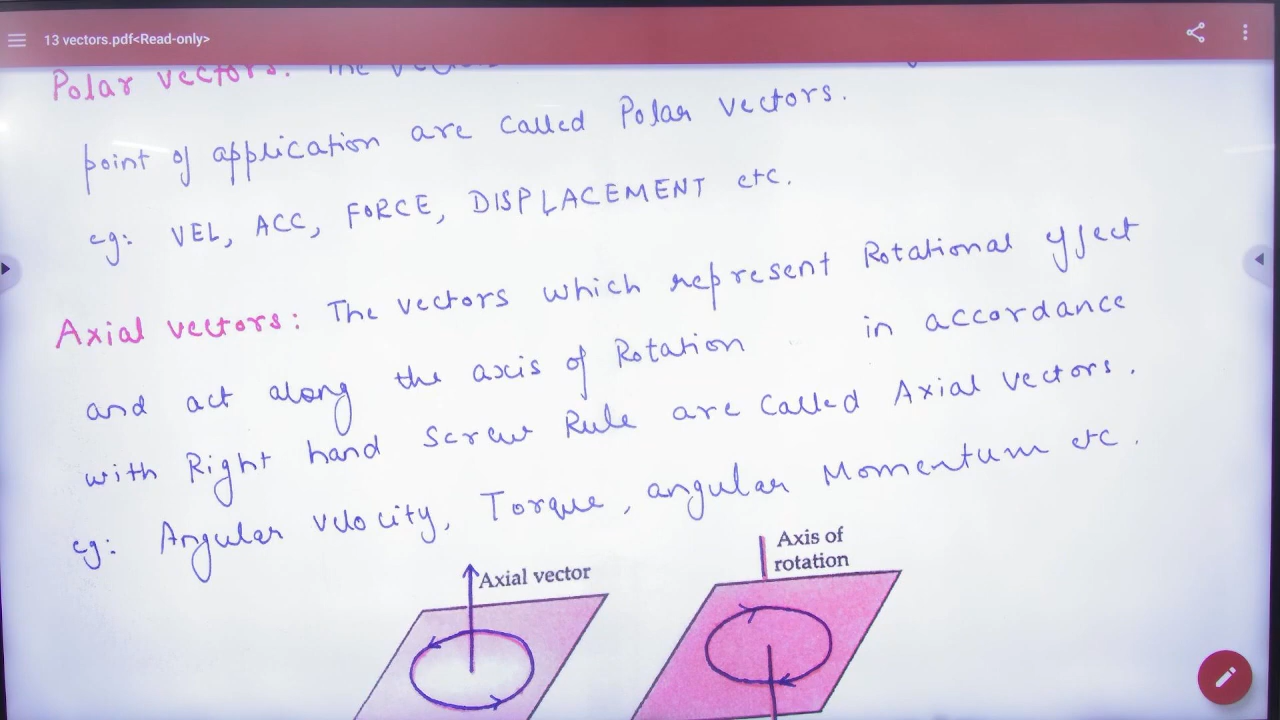 13 vectors.pdf<Read-only>
Polar vectors: The
point of application are called Polar vectors.
eg: VEL, ACC, FORCE, DISPLACEMENT etc.
Axial vectors: The vectors which represent Rotational effect
and act along the axis of Rotation in accordance
with Right hand Screw Rule are called Axial vectors.
eg: Angular velocity, Torque, angular Momentum etc.
Axial vector
Axis of
rotation